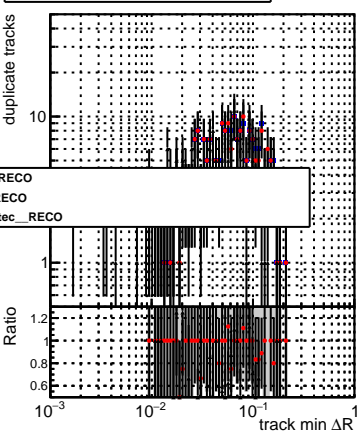 duplicate tracks
10
RECO
RECO
tec__RECO
1
Ratio
1.2
1
0.8
0.6
10⁻³ 10⁻² 10⁻¹ 1
track min ΔR